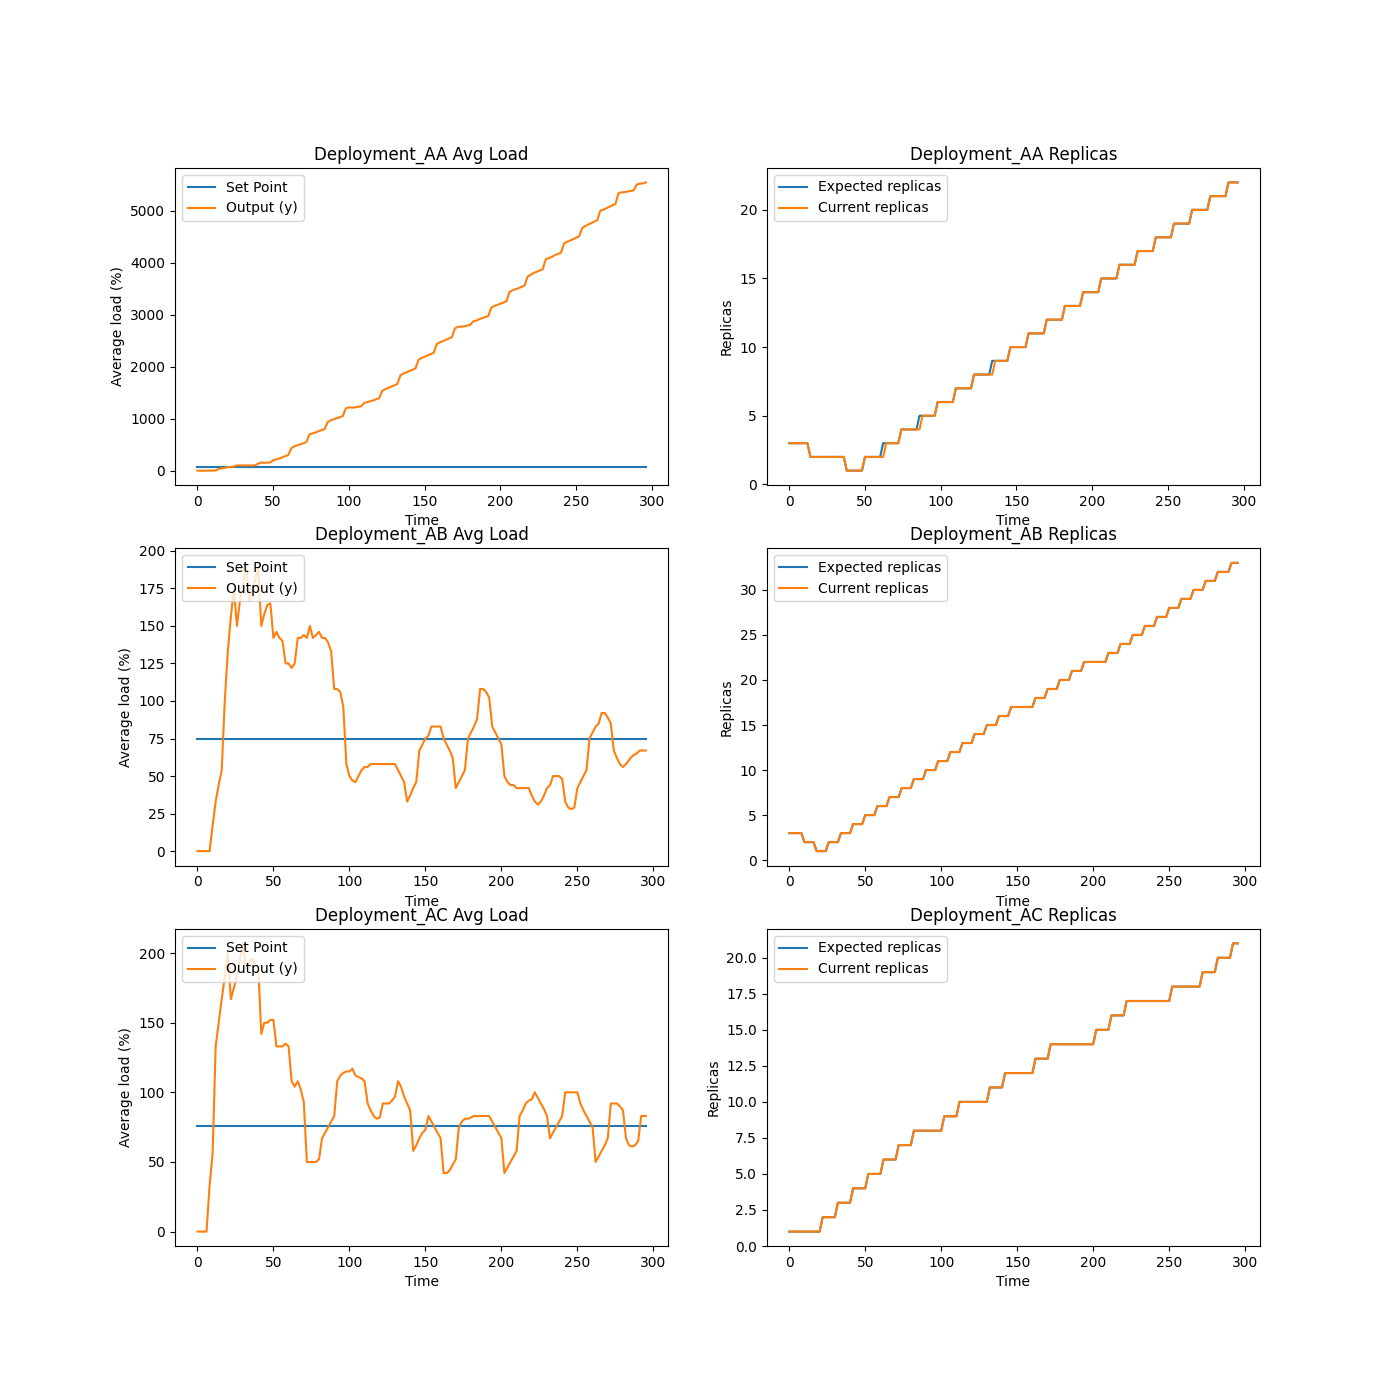 Deployment_AA Avg Load
Set Point
Output (y)
Average load (%)
5000
4000
3000
2000
1000
0
0 50 100 150 200 250 300
Time
Deployment_AA Replicas
Expected replicas
Current replicas
Replicas
20
15
10
5
0
0 50 100 150 200 250 300
Time
Deployment_AB Avg Load
Set Point
Output (y)
Average load (%)
200
175
150
125
100
75
50
25
0
0 50 100 150 200 250 300
Time
Deployment_AB Replicas
Expected replicas
Current replicas
Replicas
30
25
20
15
10
5
0
0 50 100 150 200 250 300
Time
Deployment_AC Avg Load
Set Point
Output (y)
Average load (%)
200
150
100
50
0
0 50 100 150 200 250 300
Time
Deployment_AC Replicas
Expected replicas
Current replicas
Replicas
20.0
17.5
15.0
12.5
10.0
7.5
5.0
2.5
0.0
0 50 100 150 200 250 300
Time